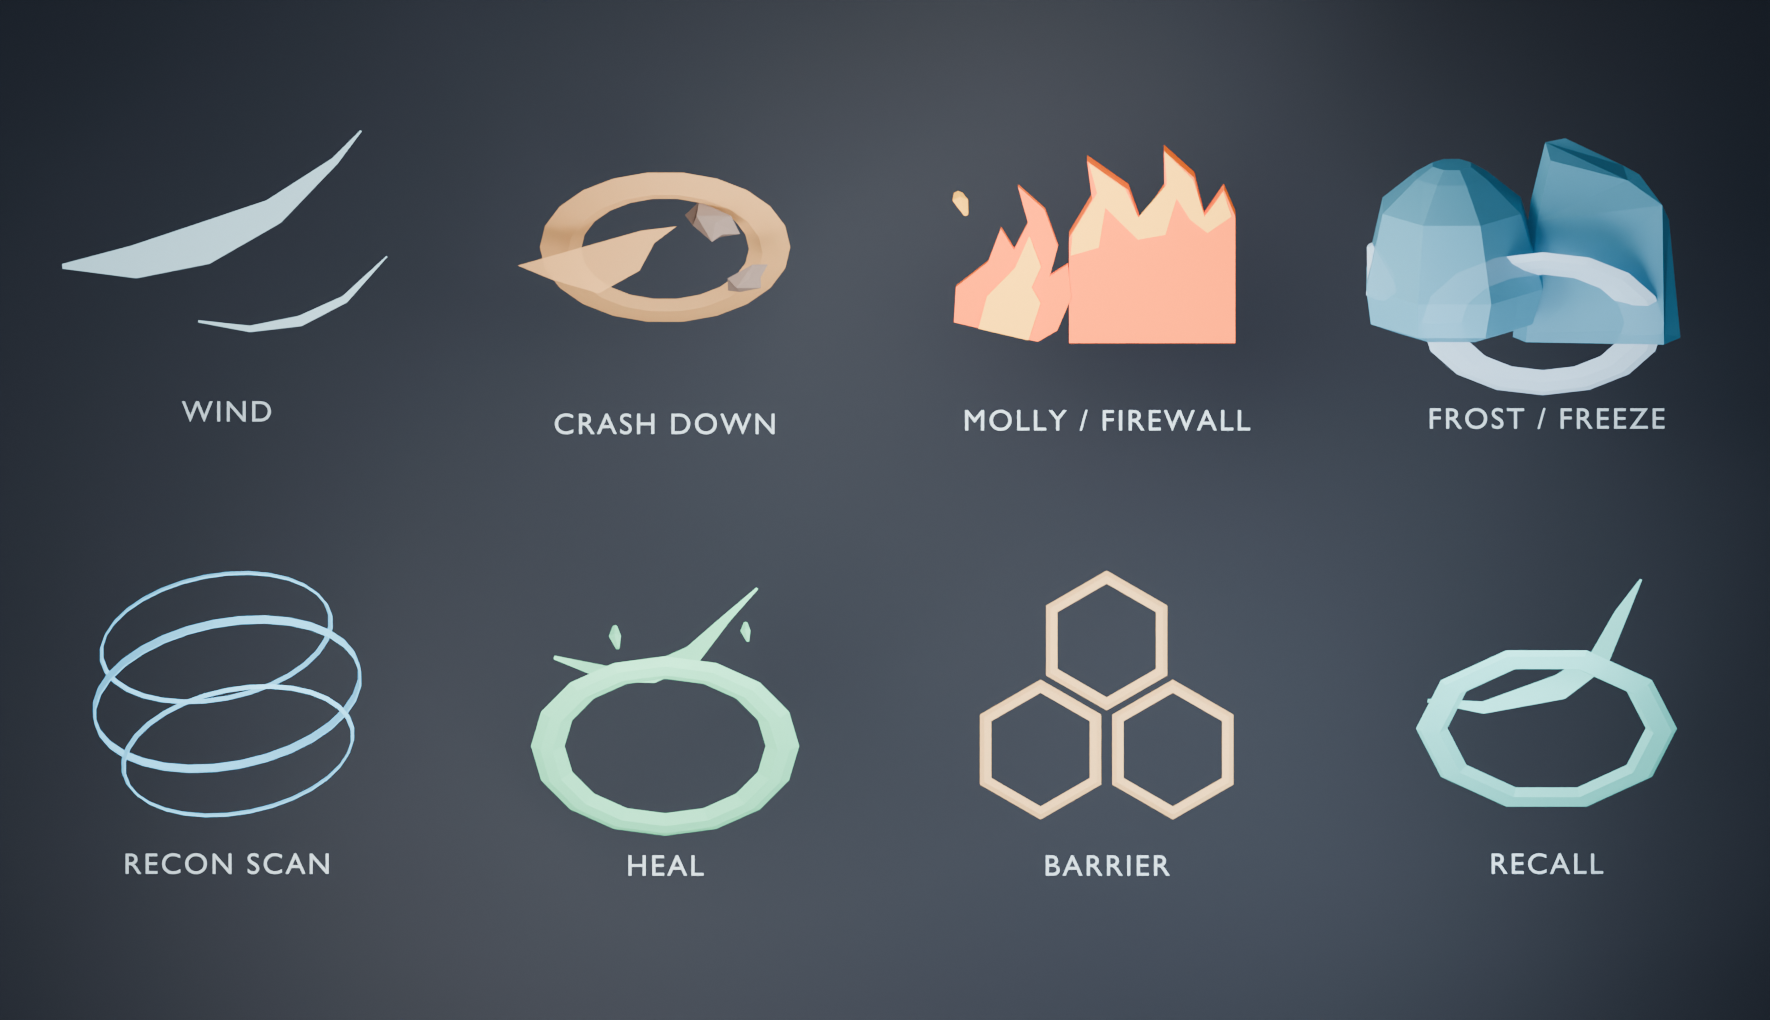 WIND
CRASH DOWN
MOLLY / FIREWALL
FROST / FREEZE
RECON SCAN
HEAL
BARRIER
RECALL